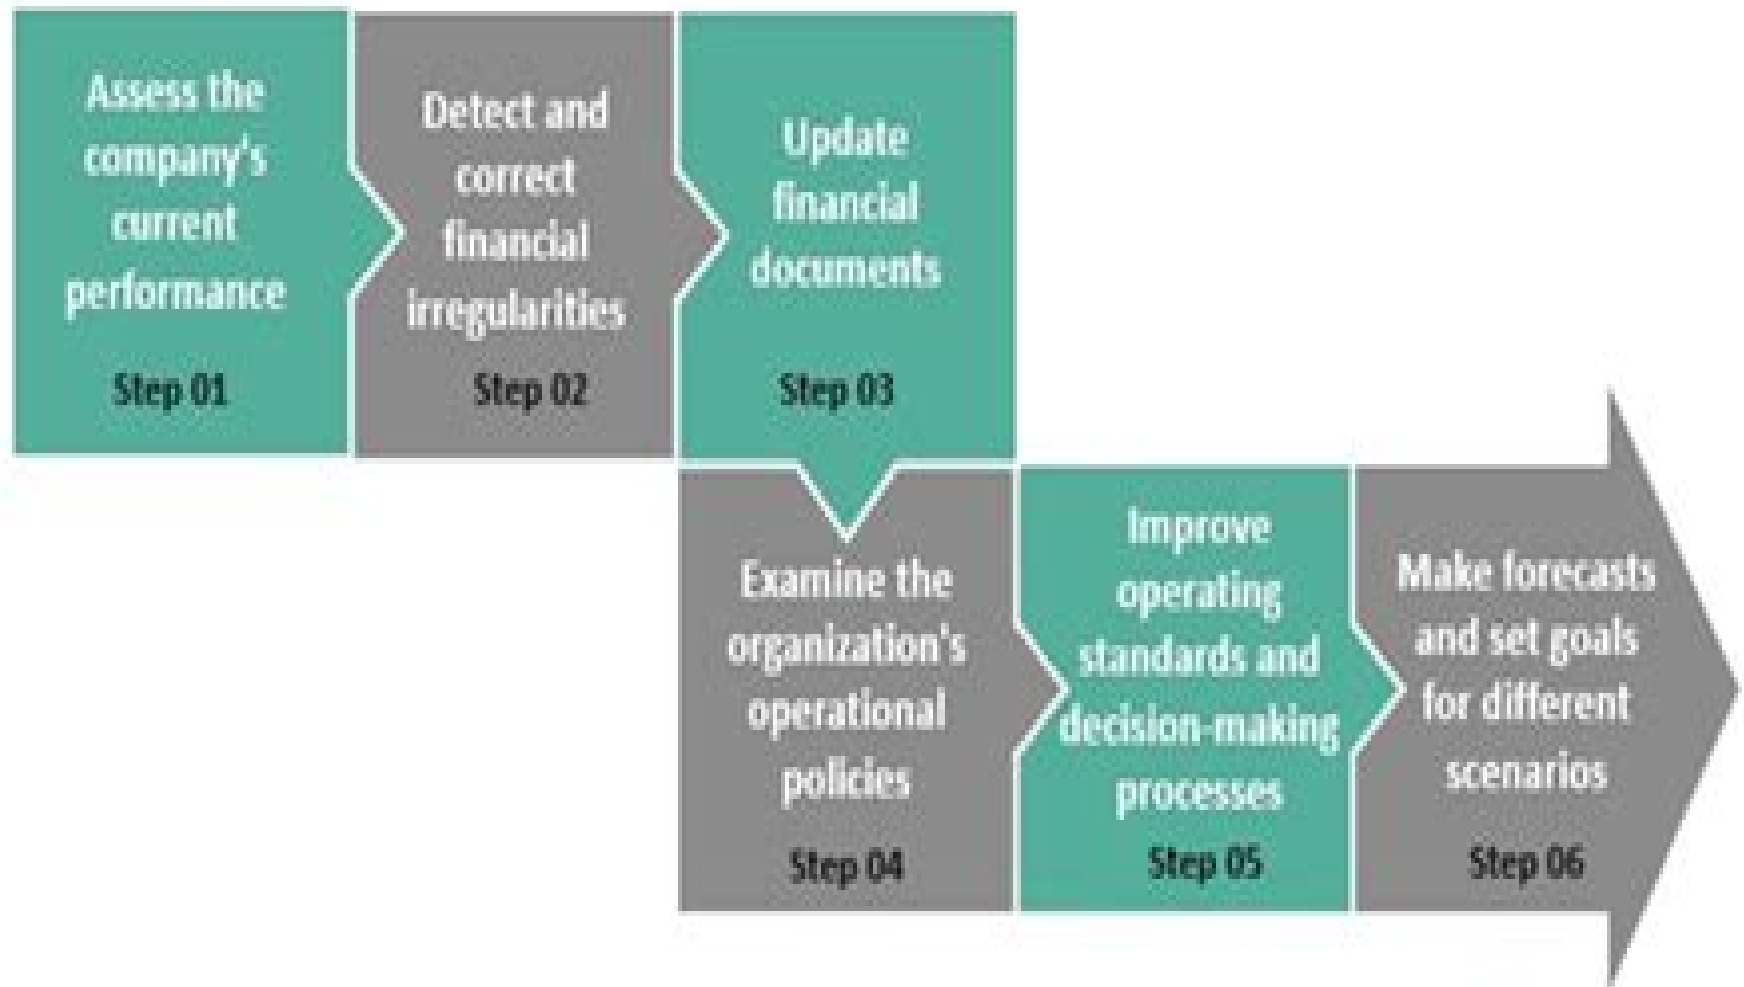 Assess the
company's
current
performance
Step 01
Detect and
correct
financial
irregularities
Step 02
Update
financial
documents
Step 03
Examine the
organization's
operational
policies
Step 04
Improve
operating
standards and
decision-making
processes
Step 05
Make forecasts
and set goals
for different
scenarios
Step 06